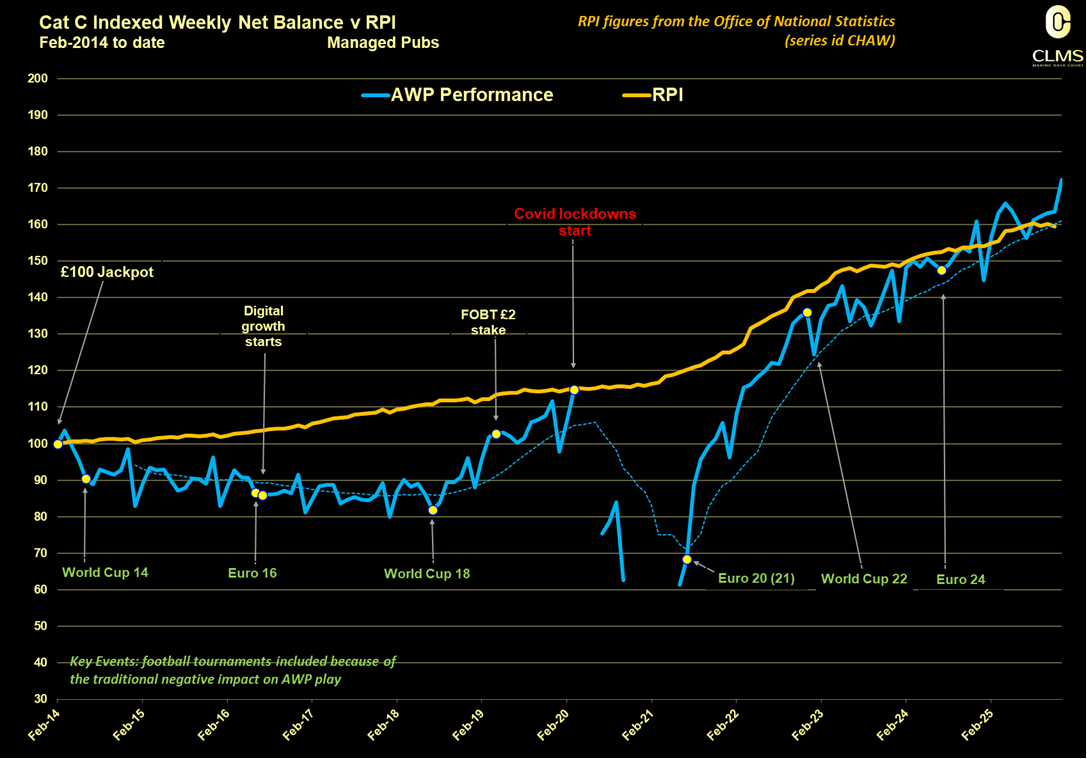 Cat C Indexed Weekly Net Balance v RPI
Feb-2014 to date
Managed Pubs
RPI figures from the Office of National Statistics
(series id CHAW)
CLMS
MAKING DATA COUNT
AWP Performance
RPI
200
190
180
170
160
150
140
130
120
110
100
90
80
70
60
50
40
30
£100 Jackpot
Digital
growth
starts
FOBT £2
stake
Covid lockdowns
start
World Cup 14
Euro 16
World Cup 18
Euro 20 (21)
World Cup 22
Euro 24
Key Events: football tournaments included because of
the traditional negative impact on AWP play
Feb-14
Feb-15
Feb-16
Feb-17
Feb-18
Feb-19
Feb-20
Feb-21
Feb-22
Feb-23
Feb-24
Feb-25